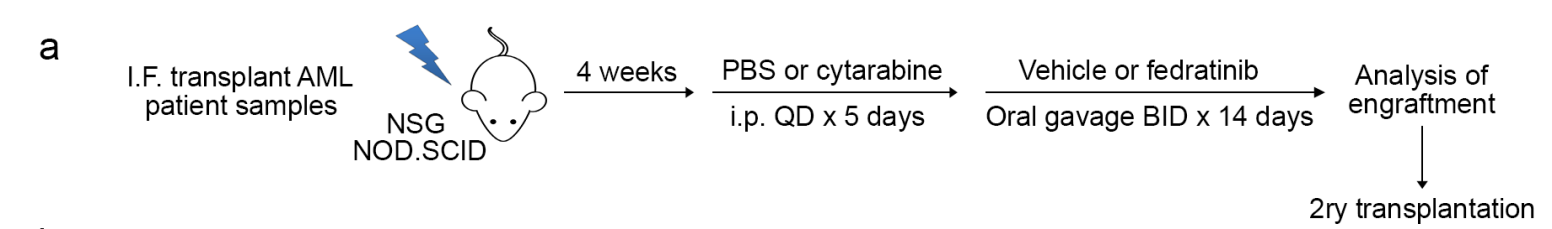 a
I.F. transplant AML
patient samples
NSG
NOD.SCID
4 weeks
PBS or cytarabine
i.p. QD x 5 days
Vehicle or fedratinib
Oral gavage BID x 14 days
Analysis of
engraftment
2ry transplantation